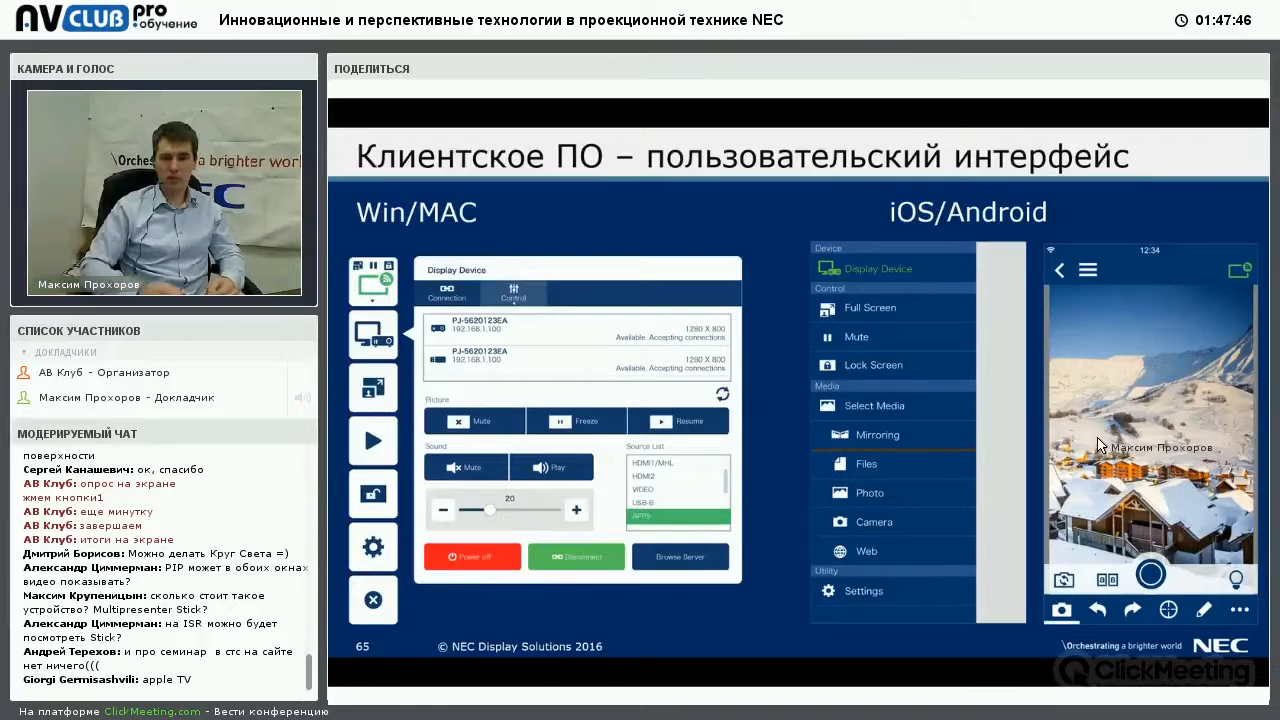 AV CLUB pro обучение
Инновационные и перспективные технологии в проекционной технике NEC
01:47:46
КАМЕРА И ГОЛОС
\Orchestrating a brighter world
NEC
Максим Прохоров
СПИСОК УЧАСТНИКОВ
ДОКЛАДЧИКИ
АВ Клуб - Организатор
Максим Прохоров - Докладчик
МОДЕРИРУЕМЫЙ ЧАТ
поверхности
Сергей Канашевич: ок, спасибо
АВ Клуб: опрос на экране
жмем кнопки1
АВ Клуб: еще минутку
АВ Клуб: завершаем
АВ Клуб: итоги на экране
Дмитрий Борисов: Можно делать Круг Света =)
Александр Циммерман: PIP может в обоих окнах
видео показывать?
Максим Крупеницын: сколько стоит такое
устройство? Multipresenter Stick?
Александр Циммерман: на ISR можно будет
посмотреть Stick?
Андрей Терехов: и про семинар в стс на сайте
нет ничего(((
Giorgi Germisashvili: apple TV
На платформе ClickMeeting.com - Вести конференцию
ПОДЕЛИТЬСЯ
Клиентское ПО – пользовательский интерфейс
Win/MAC
Display Device
Connection
Control
PJ-5620123EA
192.168.1.100
1280 X 800
Available. Accepting connections
PJ-5620123EA
192.168.1.100
1280 X 800
Available. Accepting connections
Picture
Mute
Freeze
Resume
Sound
Mute
Play
20
Source List
HDMI1/MHL
HDMI2
VIDEO
USB-B
APPS
Power off
Disconnect
Browse Server
iOS/Android
Device
Display Device
Control
Full Screen
Mute
Lock Screen
Media
Select Media
Mirroring
Files
Photo
Camera
Web
Utility
Settings
12:34
Максим Прохоров
65
© NEC Display Solutions 2016
\Orchestrating a brighter world
NEC
ClickMeeting